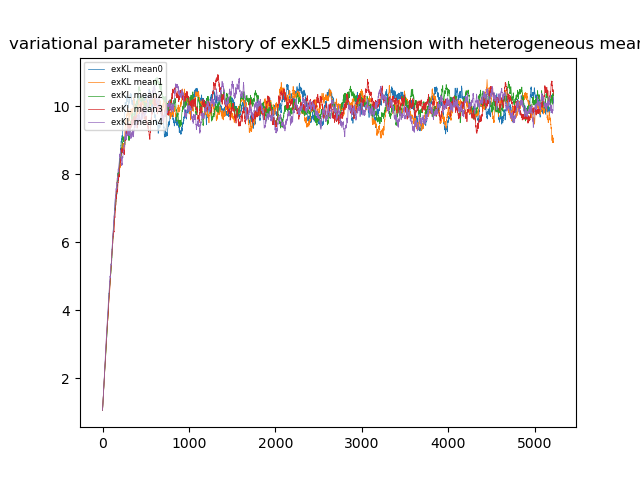 variational parameter history of exKL5 dimension with heterogeneous mean
exKL mean0
exKL mean1
exKL mean2
exKL mean3
exKL mean4
10
8
6
4
2
0 1000 2000 3000 4000 5000